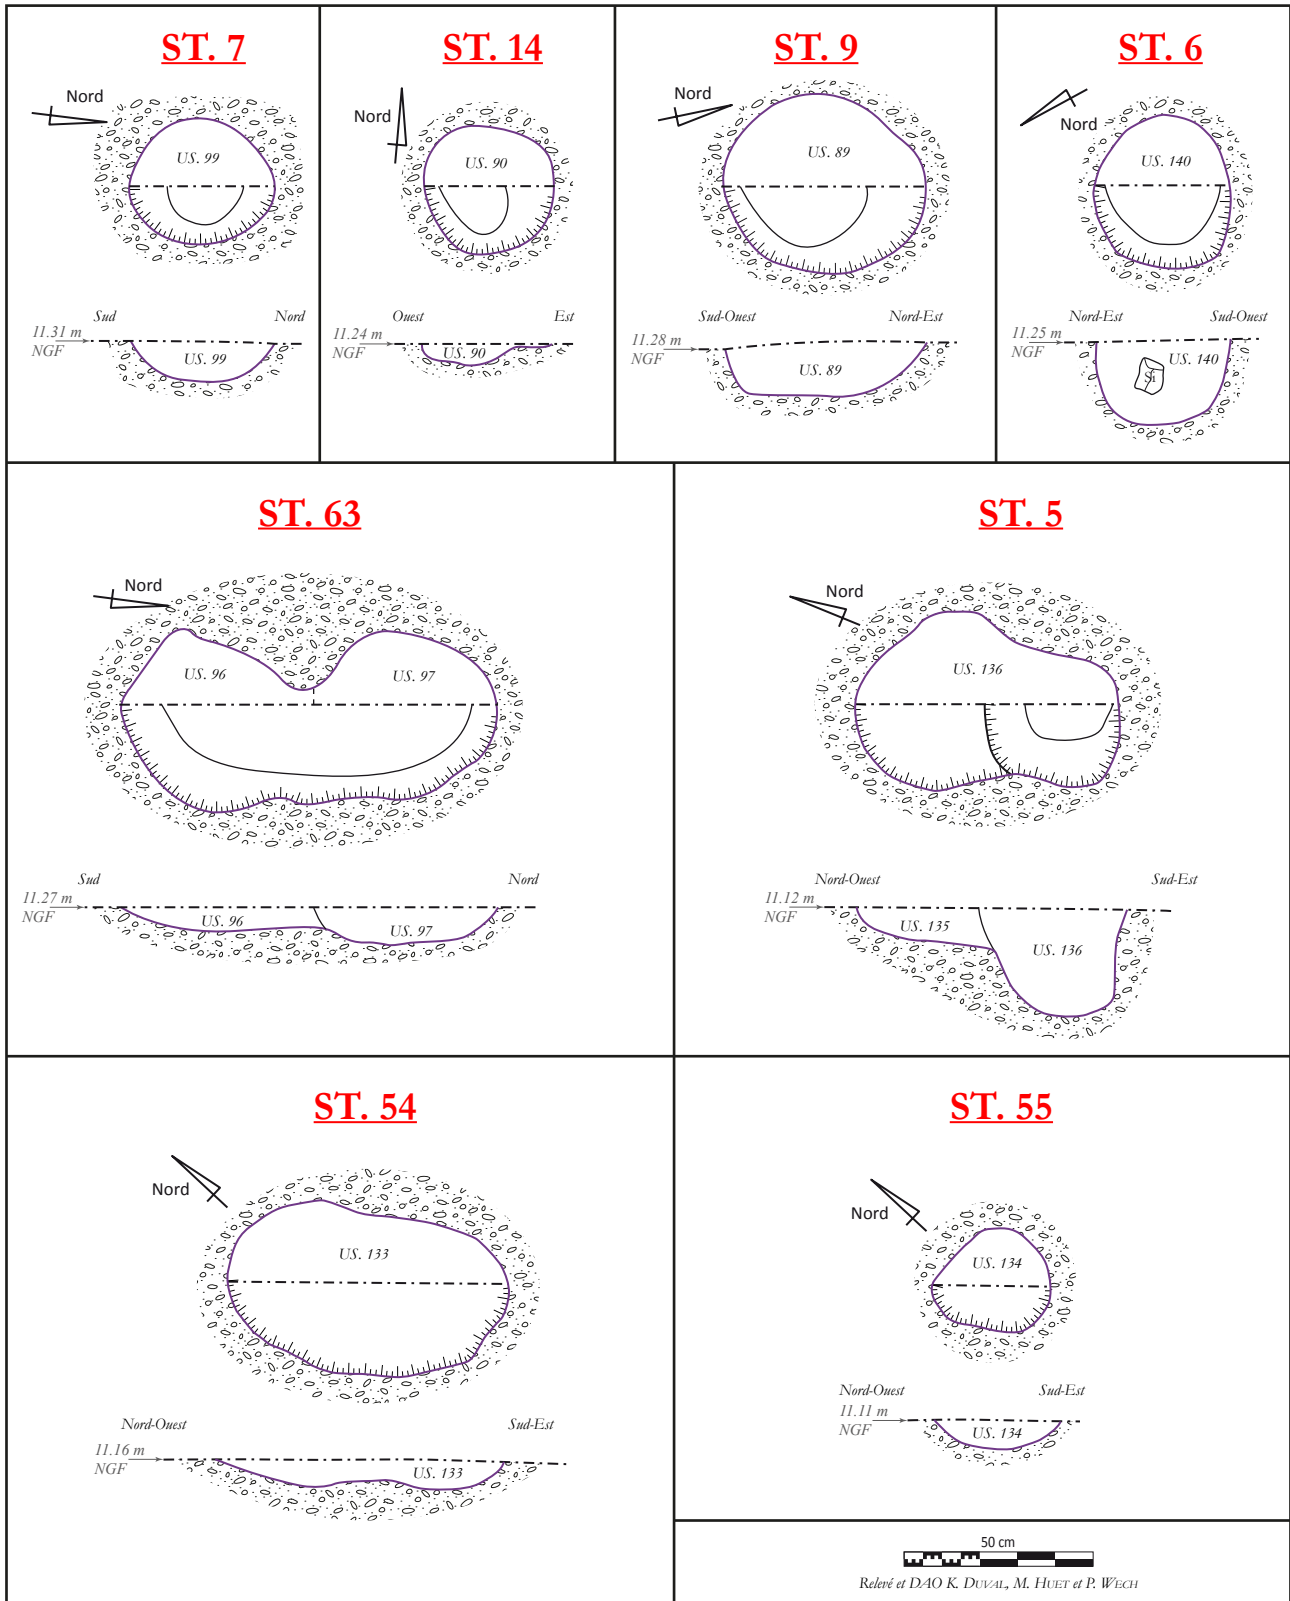 ST. 7
Nord
US. 99
Sud
Nord
11.31 m
NGF
US. 99
ST. 14
Nord
US. 90
Ouest
Est
11.24 m
NGF
US. 90
ST. 9
Nord
US. 89
Sud-Ouest
Nord-Est
11.28 m
NGF
US. 89
ST. 6
Nord
US. 140
Nord-Est
Sud-Ouest
11.25 m
NGF
US. 140
Si
ST. 63
Nord
US. 96
US. 97
Sud
Nord
11.27 m
NGF
US. 96
US. 97
ST. 5
Nord
US. 136
Nord-Ouest
Sud-Est
11.12 m
NGF
US. 135
US. 136
ST. 54
Nord
US. 133
Nord-Ouest
Sud-Est
11.16 m
NGF
US. 133
ST. 55
Nord
US. 134
Nord-Ouest
Sud-Est
11.11 m
NGF
US. 134
50 cm
Relevé et DAO K. DUVAL, M. HUET et P. WECH